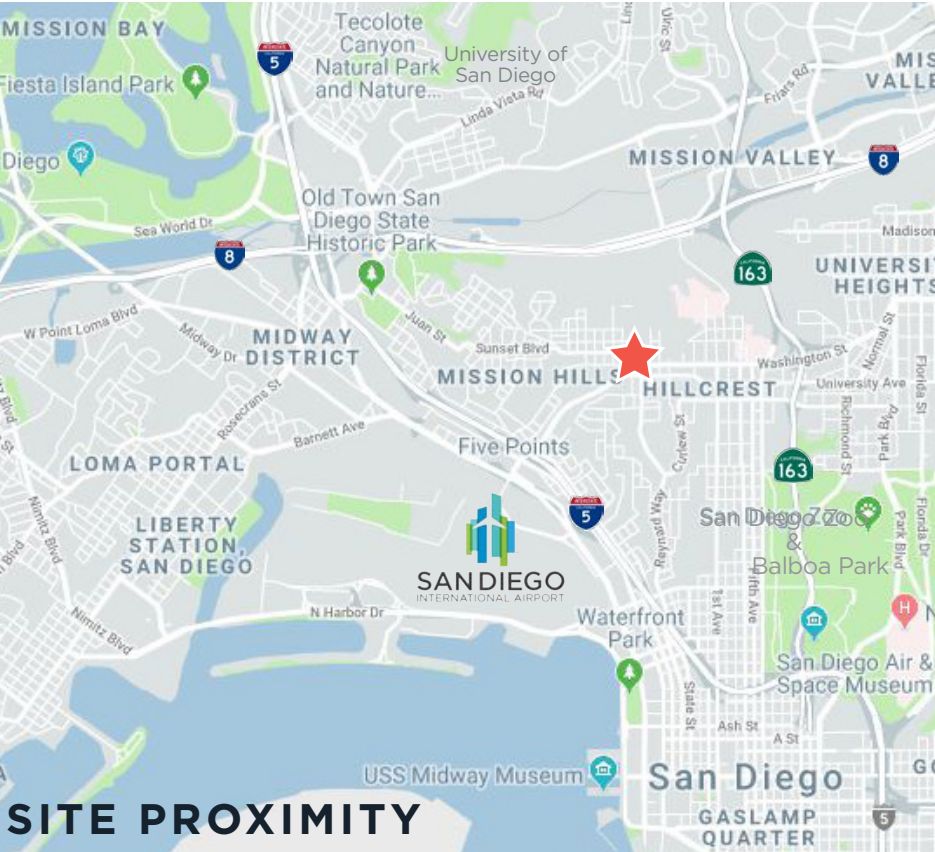 MISSION BAY
Tecolote
Canyon
Natural Park
and Nature...
University of
San Diego
Ulric St
Friars Rd
Fiesta Island Park
Linda Vista Rd
5
Diego
MISSION VALLEY
8
Old Town San
Diego State
Historic Park
Sea World Dr
8
Madison
163
W Point Loma Blvd
Midway Dr
MIDWAY
DISTRICT
Juan St
Sunset Blvd
MISSION HILLS
HILLCREST
Washington St
Normal St
University Ave
Florida St
Rosecrans St
Barnett Ave
Five Points
Curlew St
Richmond St
Park Blvd
LOMA PORTAL
163
Nimitz Blvd
LIBERTY
STATION,
SAN DIEGO
5
Reynard Way
San Diego Zoo
&
Balboa Park
Park Blvd
Florida Dr
SAN DIEGO
INTERNATIONAL AIRPORT
1st Ave
Fifth Ave
N Harbor Dr
Nimitz Blvd
Waterfront
Park
H
San Diego Air &
Space Museum
State St
Ash St
A St
USS Midway Museum
San Diego
GASLAMP
QUARTER
5
SITE PROXIMITY